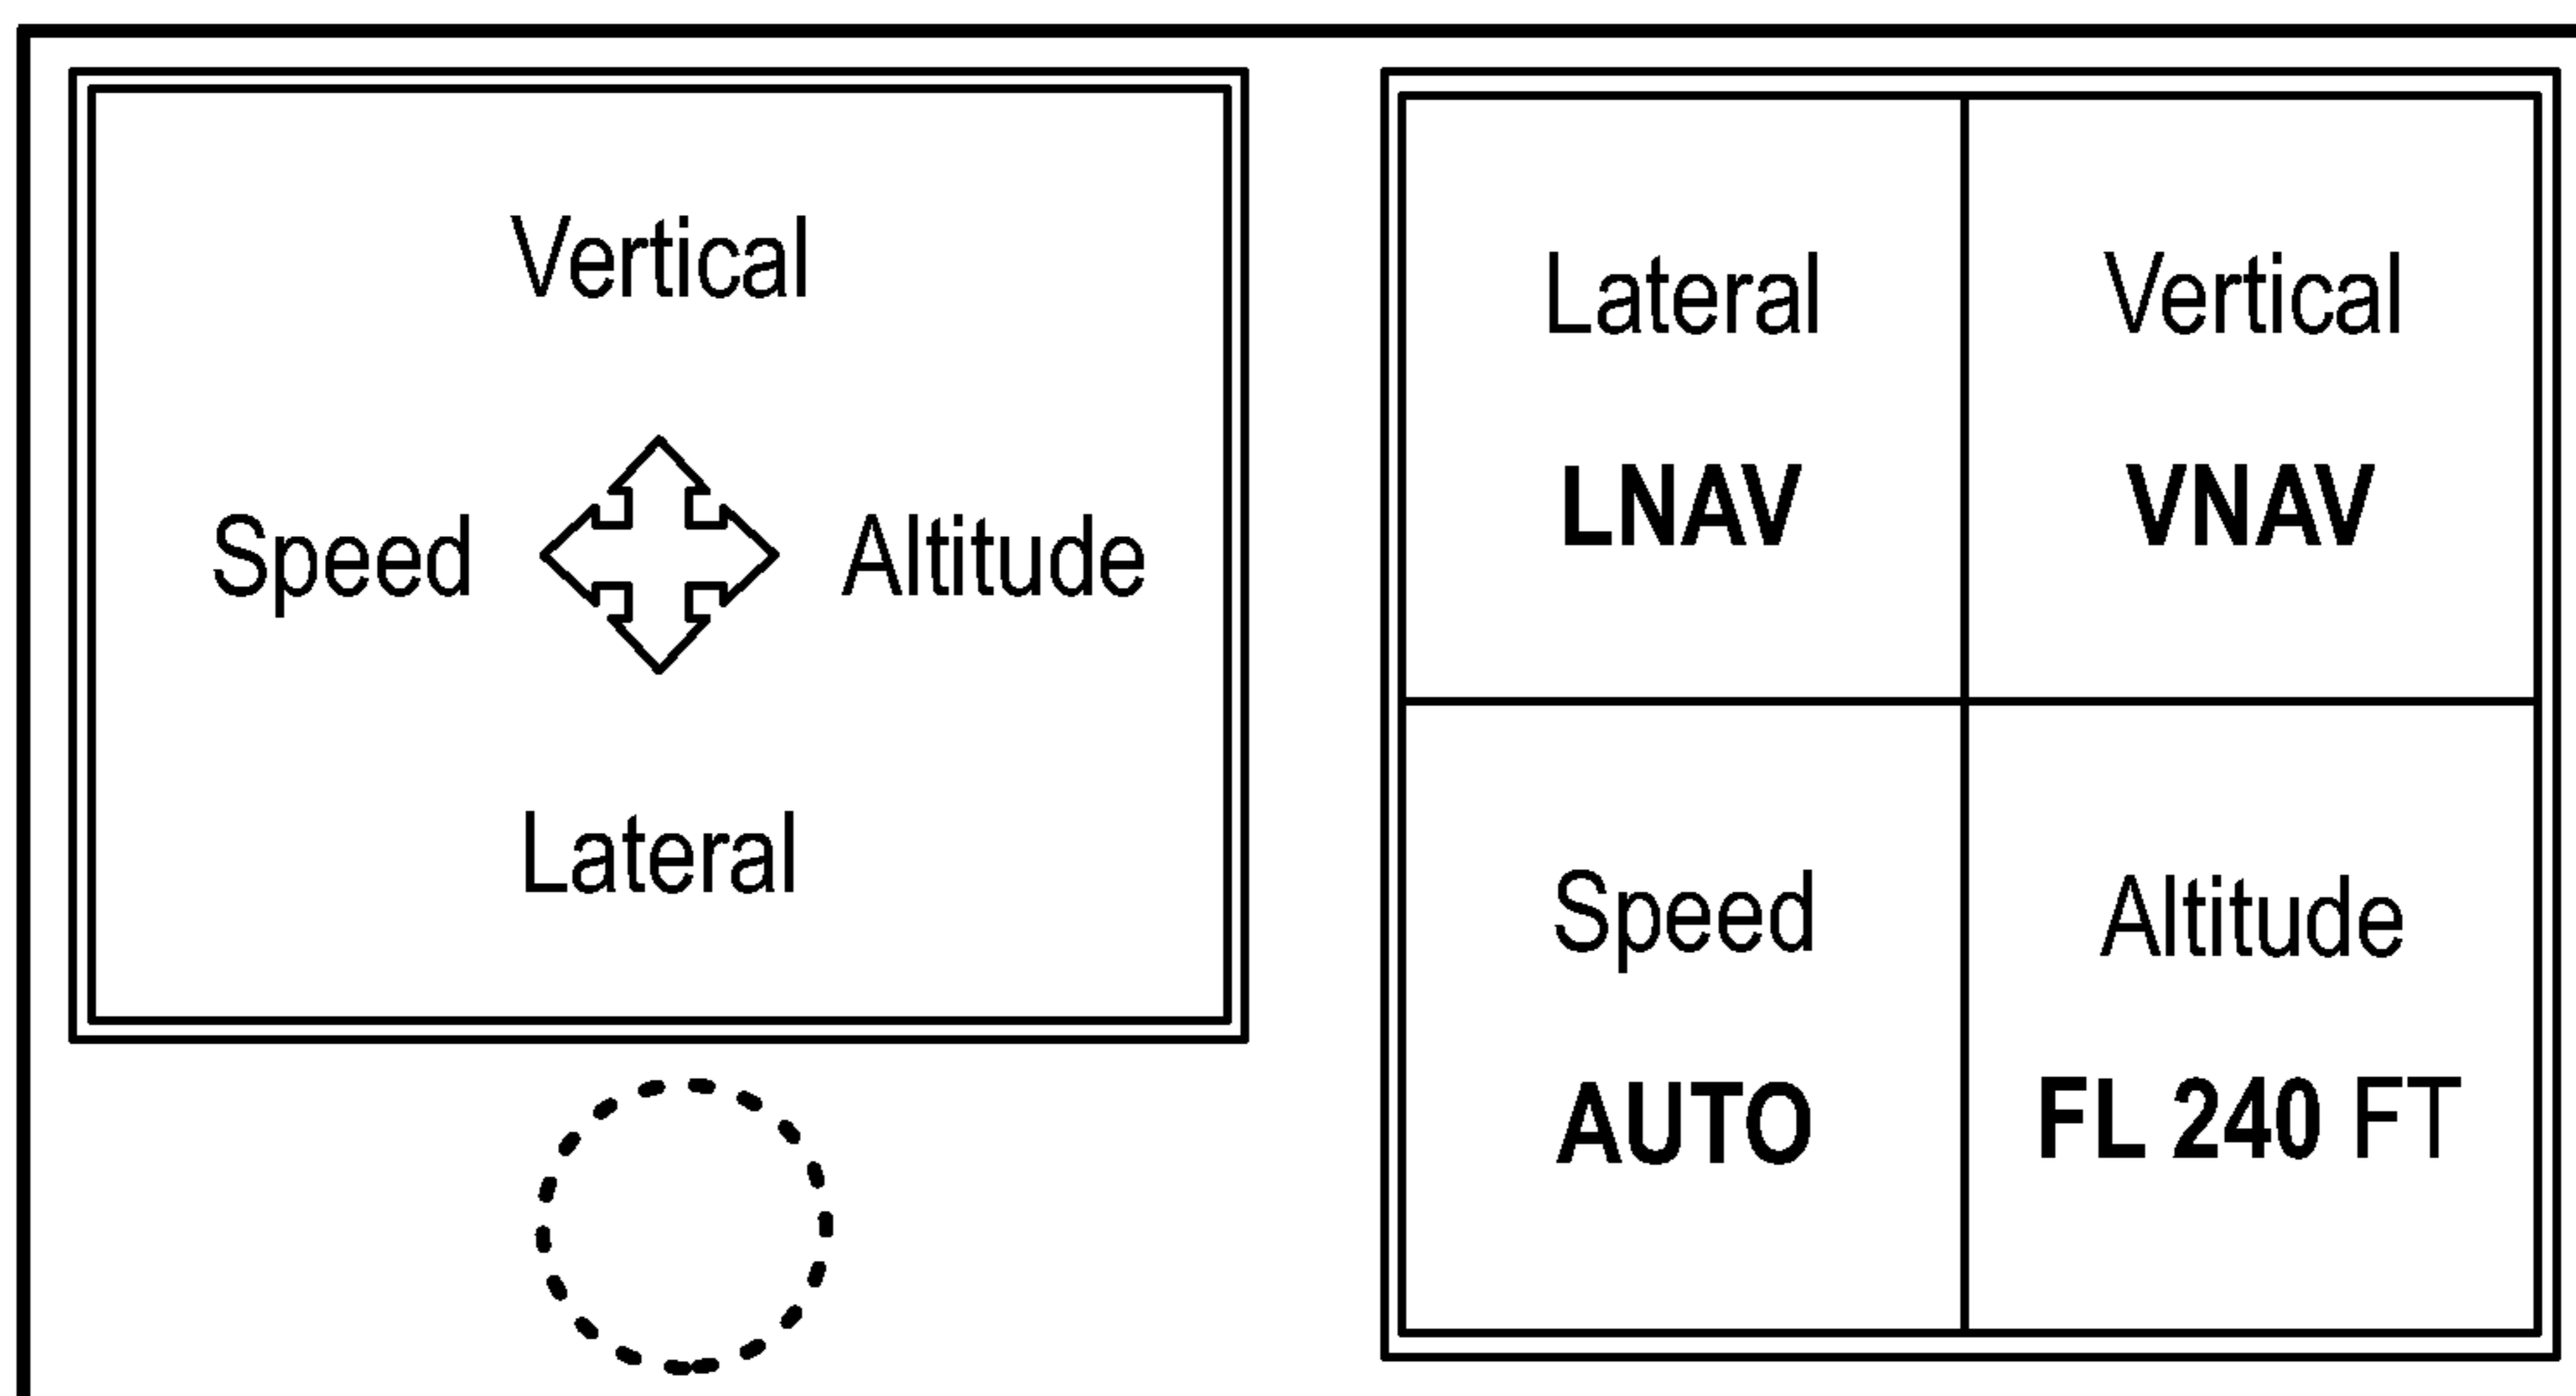 Vertical
Speed Altitude
Lateral
Lateral Vertical
LNAV VNAV
Speed Altitude
AUTO FL 240 FT